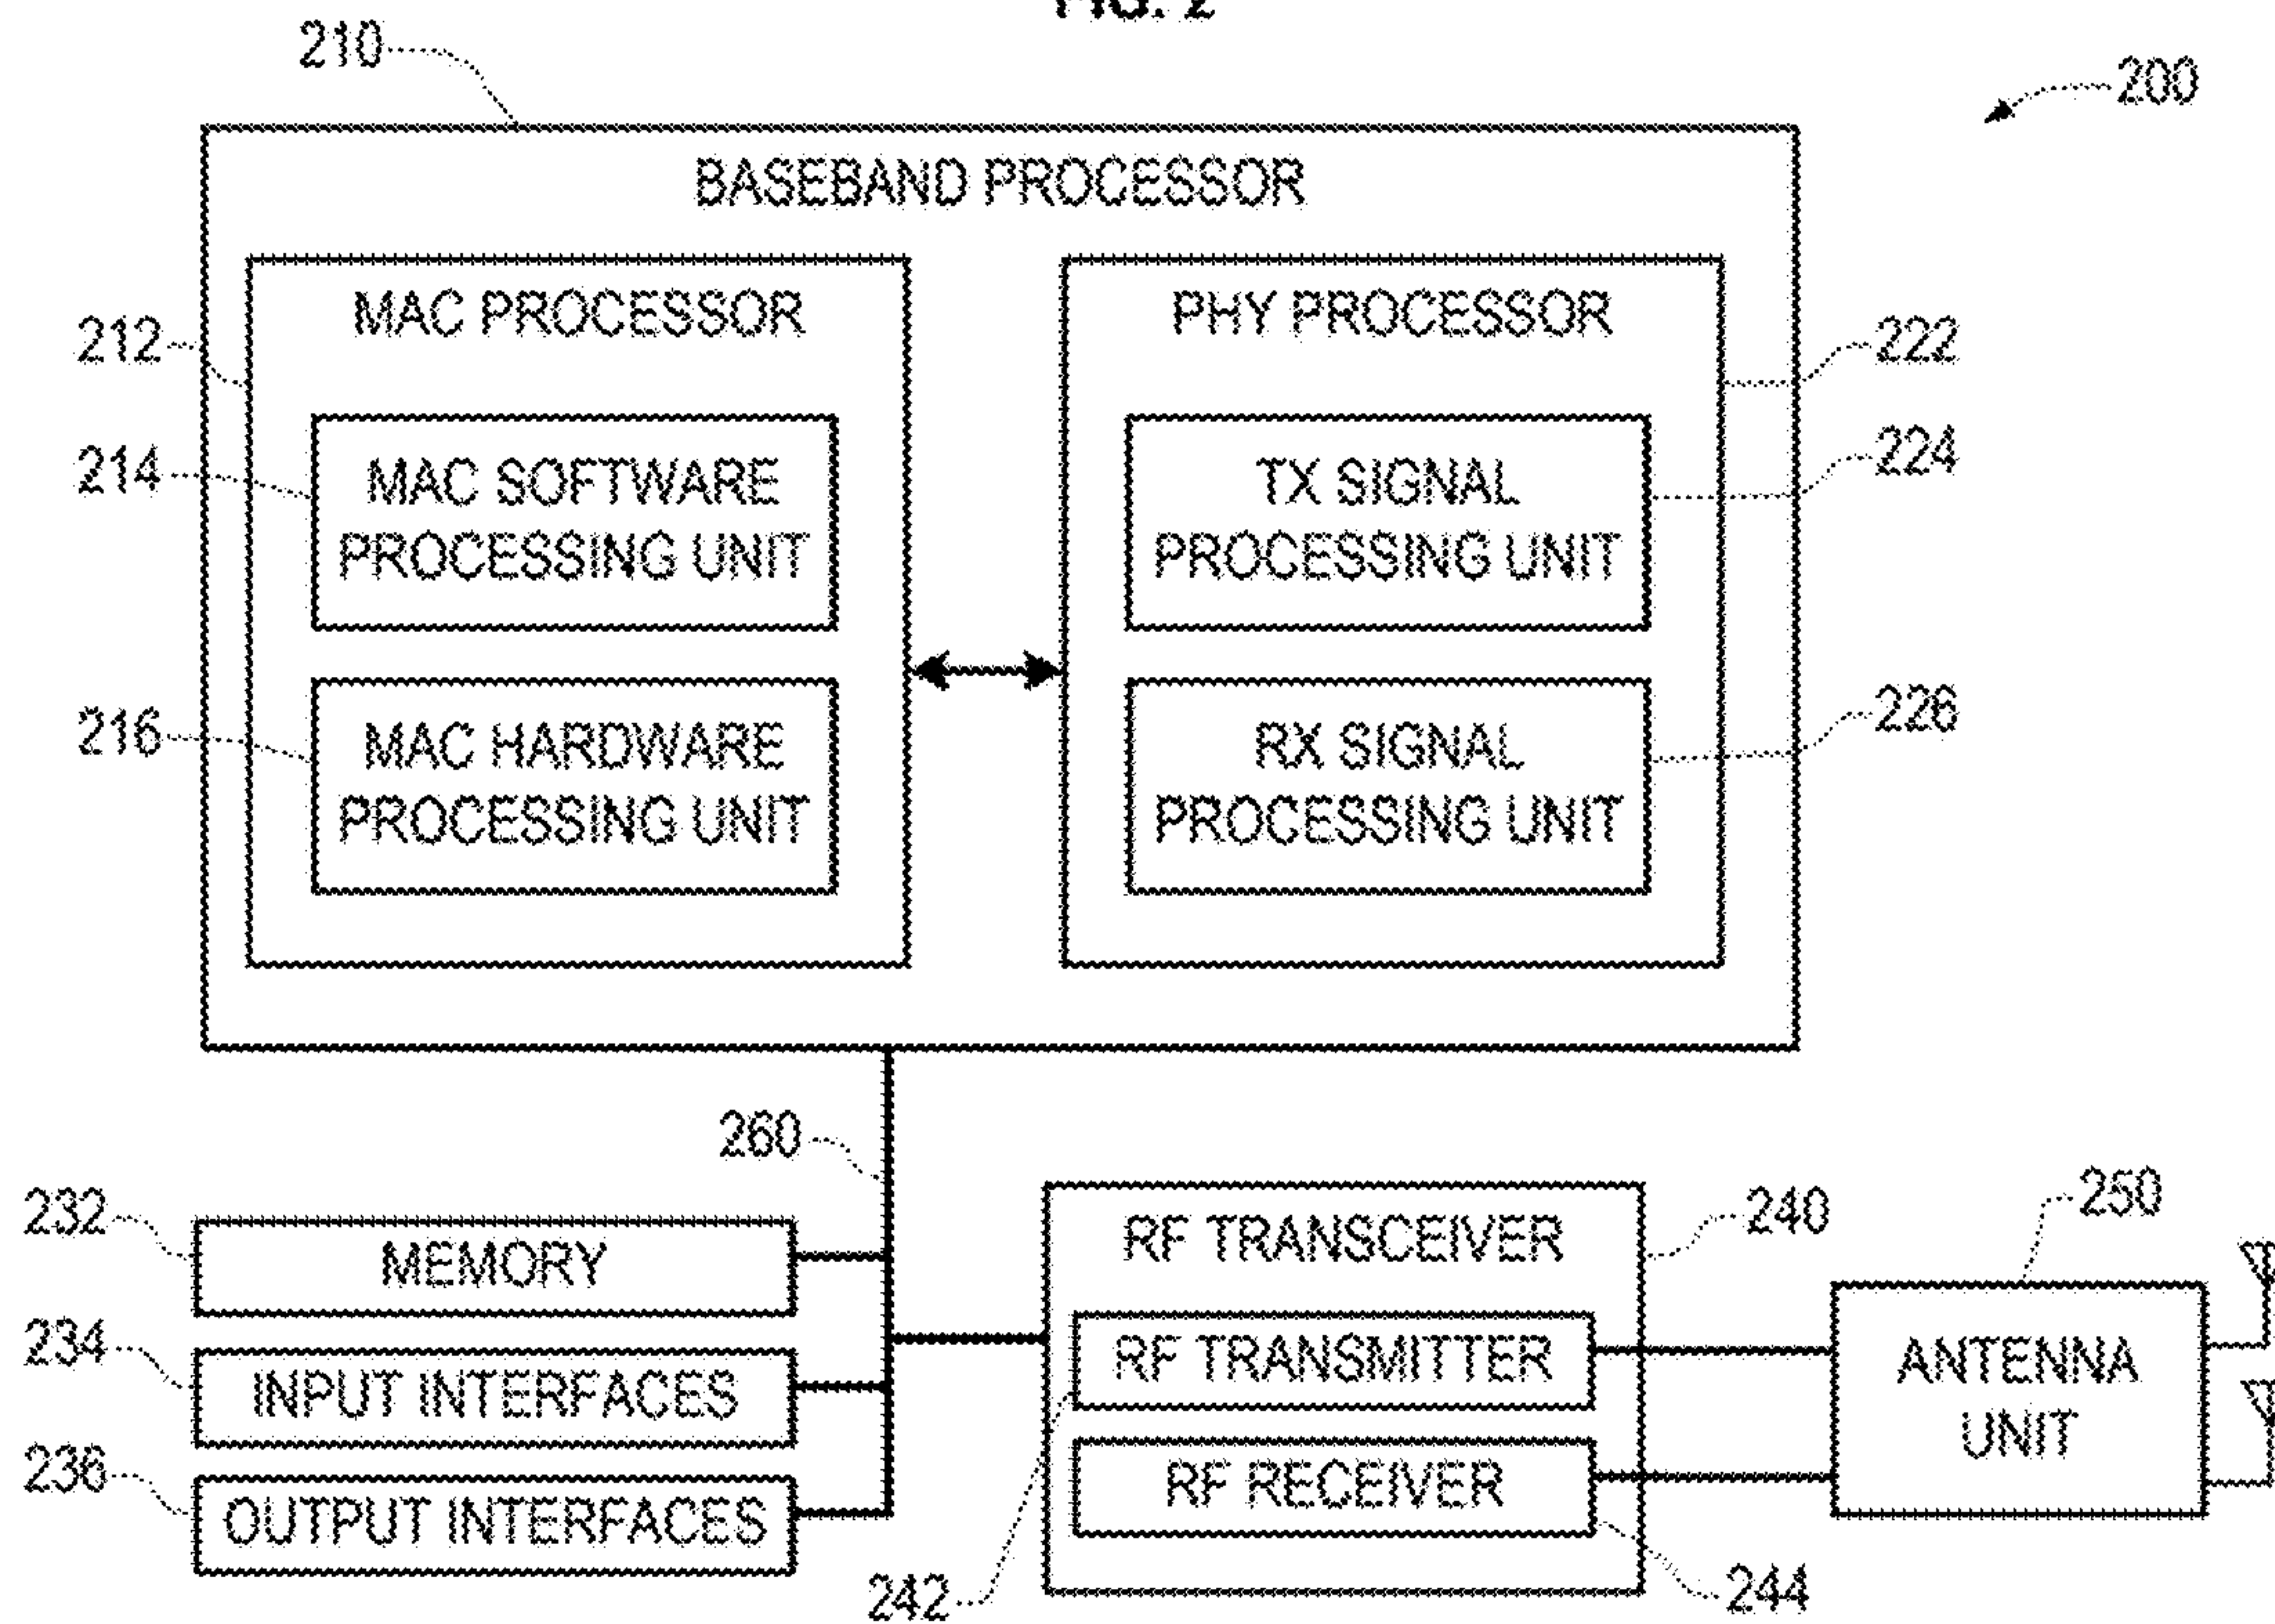 FIG. 2
210
200
BASEBAND PROCESSOR
MAC PROCESSOR
PHY PROCESSOR
212
222
214
MAC SOFTWARE
PROCESSING UNIT
TX SIGNAL
PROCESSING UNIT
224
216
MAC HARDWARE
PROCESSING UNIT
RX SIGNAL
PROCESSING UNIT
226
260
232
MEMORY
RF TRANSCEIVER
240
250
234
INPUT INTERFACES
RF TRANSMITTER
ANTENNA
UNIT
236
OUTPUT INTERFACES
RF RECEIVER
242
244